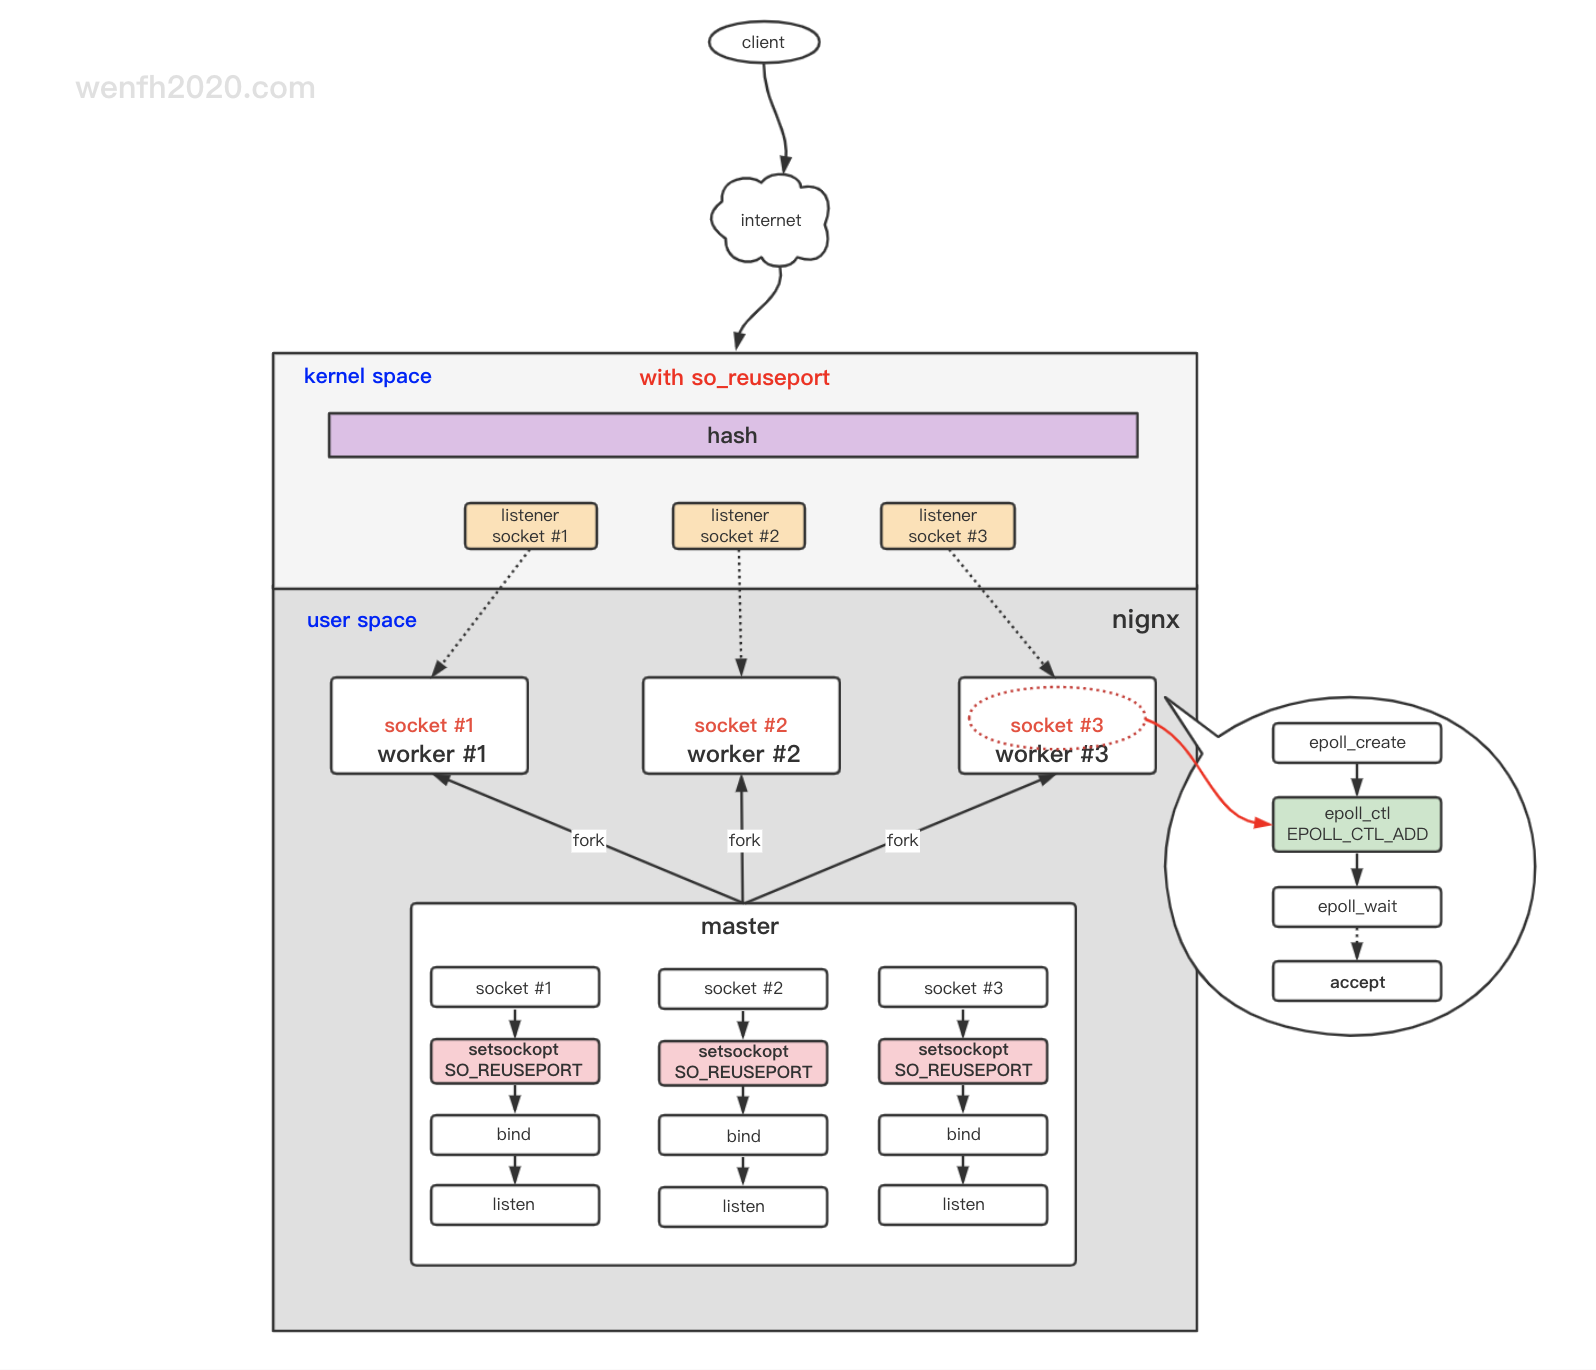 client
wenfh2020.com
internet
kernel space
with so_reuseport
hash
listener
socket #1
listener
socket #2
listener
socket #3
user space
nignx
socket #1
worker #1
socket #2
worker #2
socket #3
worker #3
epoll_create
epoll_ctl
EPOLL_CTL_ADD
epoll_wait
accept
fork
fork
fork
master
socket #1
setsockopt
SO_REUSEPORT
bind
listen
socket #2
setsockopt
SO_REUSEPORT
bind
listen
socket #3
setsockopt
SO_REUSEPORT
bind
listen